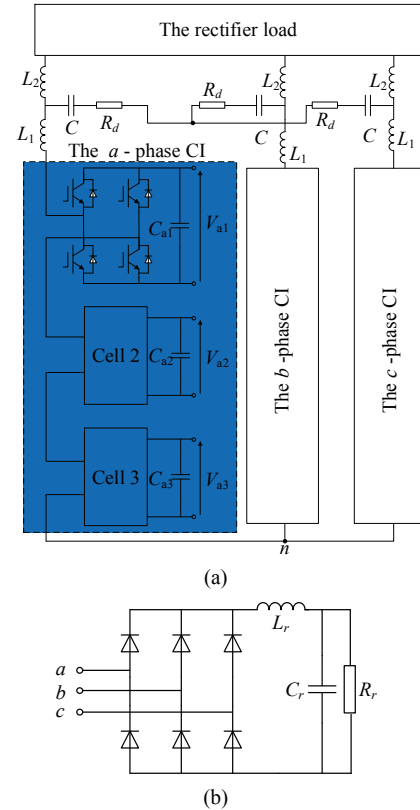 The rectifier load
L2 L2 L2
C Rd Rd C Rd C
L1 L1 L1
The a - phase CI
Ca1 Va1
Cell 2 Ca2 Va2
Cell 3 Ca3 Va3
The b -phase CI
The c -phase CI
n
(a)
Lr
a
b
c
Cr Rr
(b)